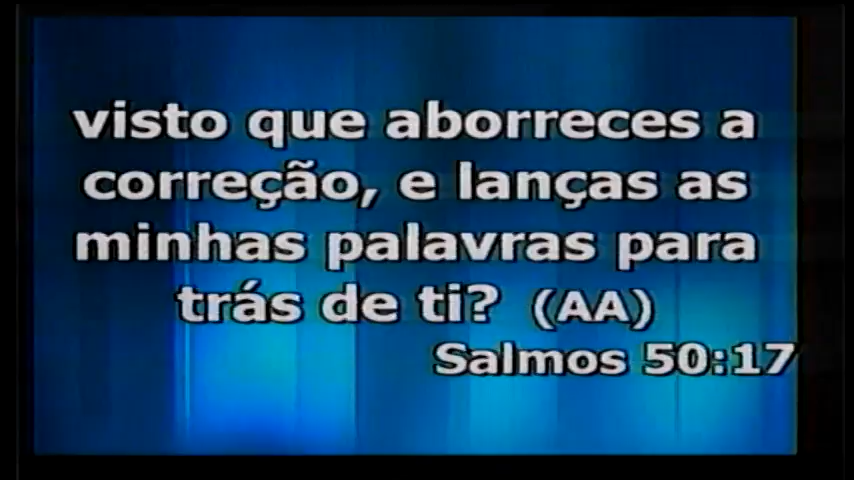 visto que aborreces a
correção, e lanças as
minhas palavras para
trás de ti? (AA)
Salmos 50:17